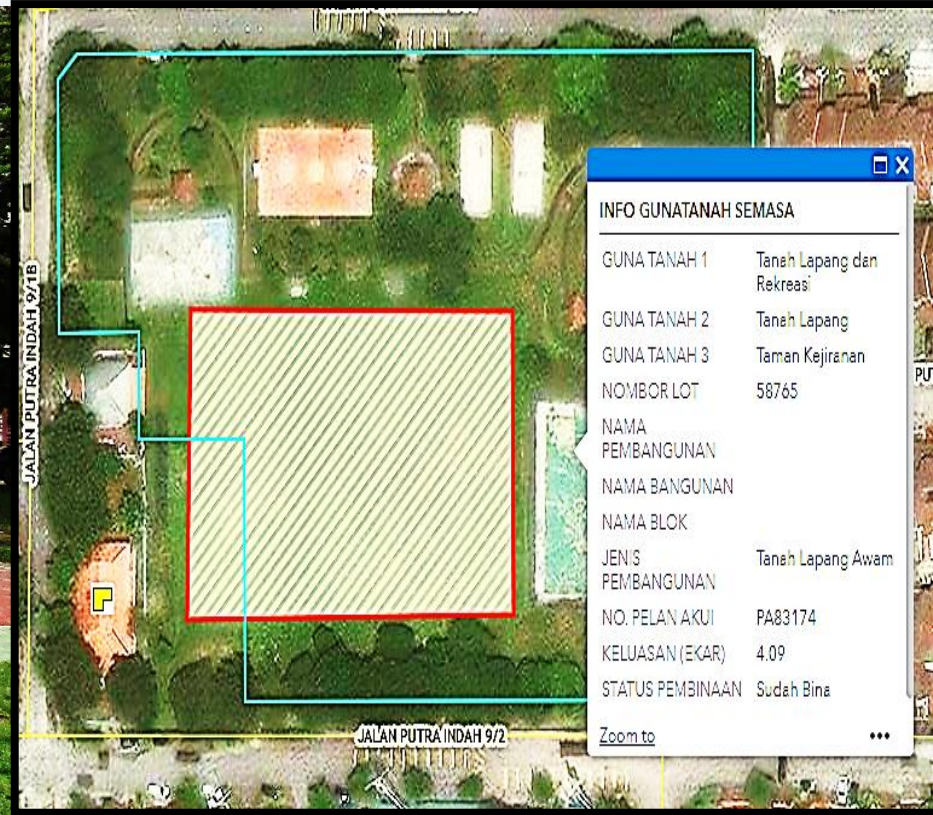 INFO GUNATANAH SEMASA
GUNA TANAH 1 Tanah Lapang dan
Rekreasi
GUNA TANAH 2 Tanah Lapang
GUNA TANAH 3 Taman Kejiranan
NOMBOR LOT 58765
NAMA
PEMBANGUNAN
NAMA BANGUNAN
NAMA BLOK
JENIS
PEMBANGUNAN Tanah Lapang Awam
NO. PELAN AKUI PA83174
KELUASAN (EKAR) 4.09
STATUS PEMBINAAN Sudah Bina
Zoom to
JALAN PUTRA INDAH 9/1B
JALAN PUTRA INDAH 9/2
PUT